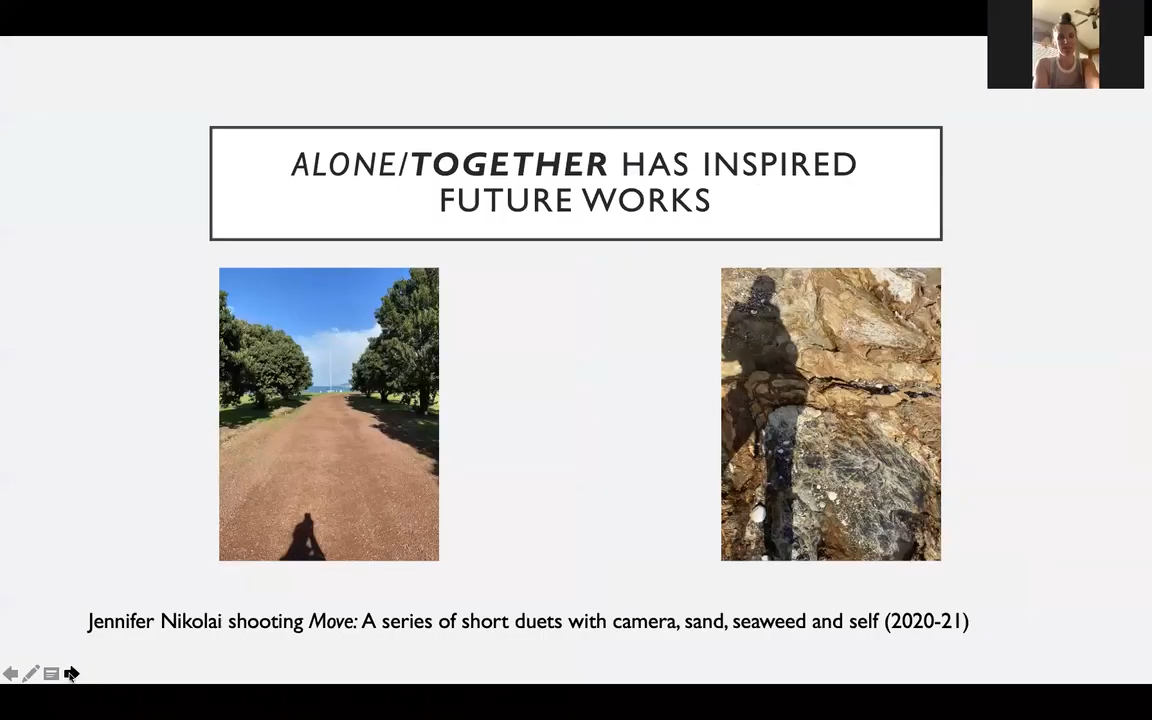 ALONE/TOGETHER HAS INSPIRED
FUTURE WORKS
Jennifer Nikolai shooting Move: A series of short duets with camera, sand, seaweed and self (2020-21)